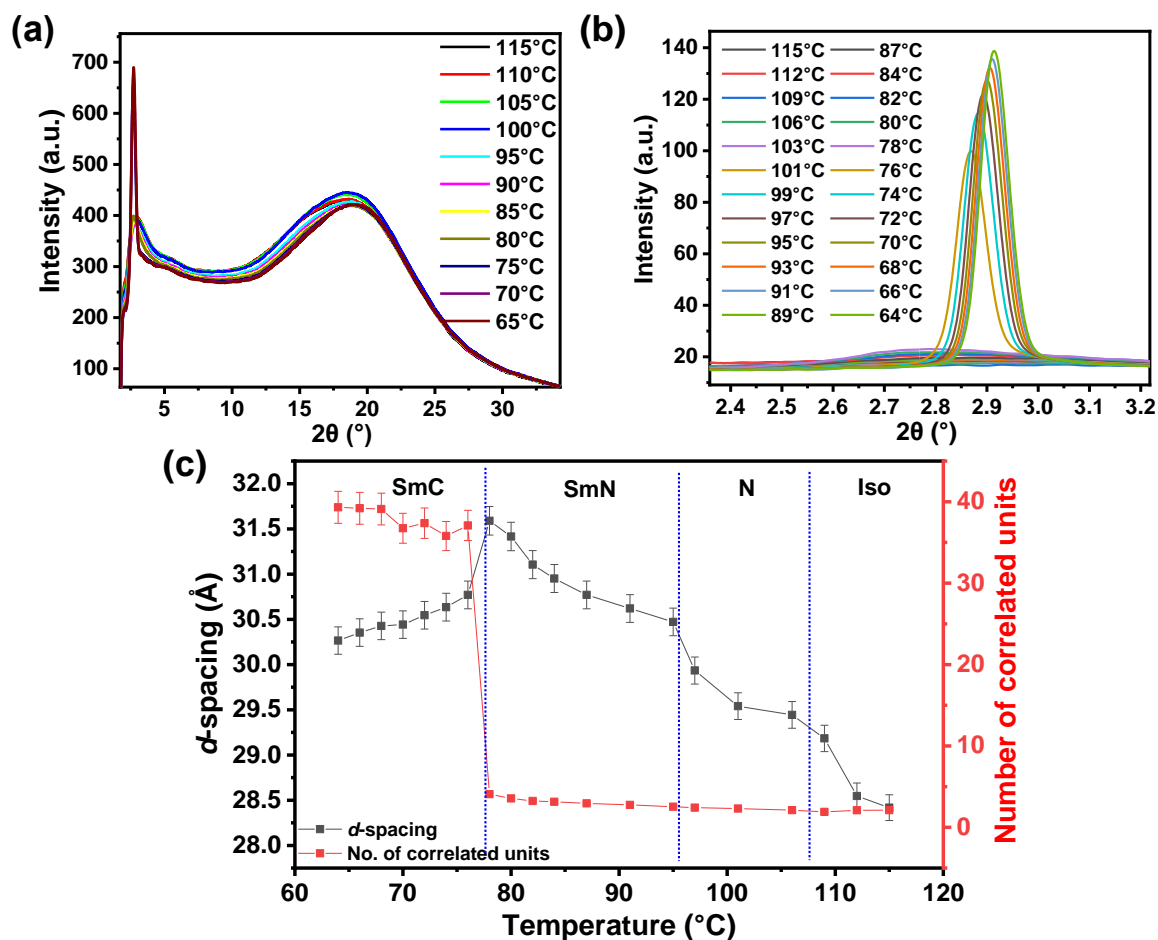 (a)
Intensity (a.u.)
700
600
500
400
300
200
100
5
10
15
20
25
30
2θ (°)
115°C
110°C
105°C
100°C
95°C
90°C
85°C
80°C
75°C
70°C
65°C
(b)
Intensity (a.u.)
140
120
100
80
60
40
20
2.4
2.5
2.6
2.7
2.8
2.9
3.0
3.1
3.2
2θ (°)
115°C
112°C
109°C
106°C
103°C
101°C
99°C
97°C
95°C
93°C
91°C
89°C
87°C
84°C
82°C
80°C
78°C
76°C
74°C
72°C
70°C
68°C
66°C
64°C
(c)
d-spacing (Å)
32.0
31.5
31.0
30.5
30.0
29.5
29.0
28.5
28.0
SmC
SmN
N
Iso
d-spacing
No. of correlated units
60
70
80
90
100
110
120
Temperature (°C)
40
30
20
10
0
Number of correlated units